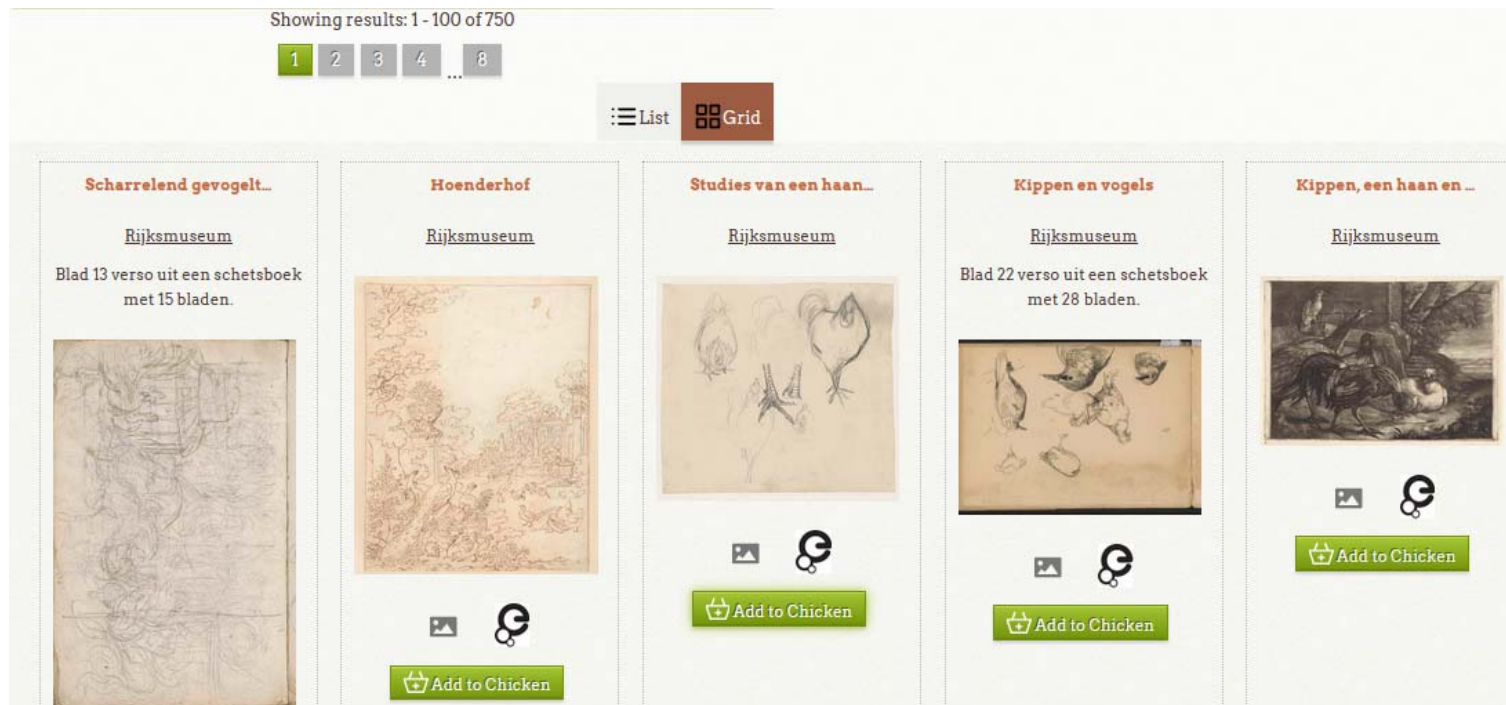 Showing results: 1 - 100 of 750
1 2 3 4 ... 8
List Grid
Scharrelend gevogelt...
Rijksmuseum
Blad 13 verso uit een schetsboek
met 15 bladen.
Hoenderhof
Rijksmuseum
Add to Chicken
Studies van een haan...
Rijksmuseum
Add to Chicken
Kippen en vogels
Rijksmuseum
Blad 22 verso uit een schetsboek
met 28 bladen.
Add to Chicken
Kippen, een haan en ...
Rijksmuseum
Add to Chicken